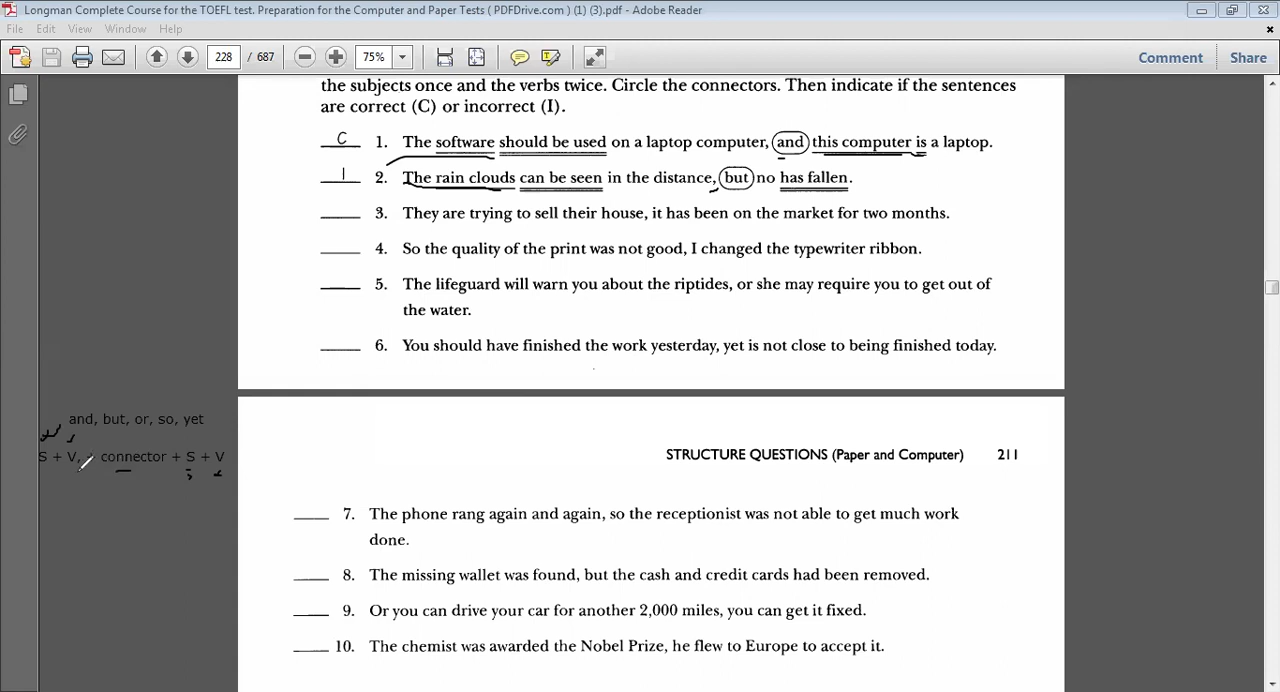 Longman Complete Course for the TOEFL test. Preparation for the Computer and Paper Tests ( PDFDrive.com ) (1) (3).pdf - Adobe Reader
File Edit View Window Help
228 / 687 75% Comment Share
the subjects once and the verbs twice. Circle the connectors. Then indicate if the sentences
are correct (C) or incorrect (I).
C 1. The software should be used on a laptop computer, and this computer is a laptop.
I 2. The rain clouds can be seen in the distance, but no has fallen.
____ 3. They are trying to sell their house, it has been on the market for two months.
____ 4. So the quality of the print was not good, I changed the typewriter ribbon.
____ 5. The lifeguard will warn you about the riptides, or she may require you to get out of
the water.
____ 6. You should have finished the work yesterday, yet is not close to being finished today.
and, but, or, so, yet
S + V, + connector + S + V
STRUCTURE QUESTIONS (Paper and Computer) 211
____ 7. The phone rang again and again, so the receptionist was not able to get much work
done.
____ 8. The missing wallet was found, but the cash and credit cards had been removed.
____ 9. Or you can drive your car for another 2,000 miles, you can get it fixed.
____ 10. The chemist was awarded the Nobel Prize, he flew to Europe to accept it.